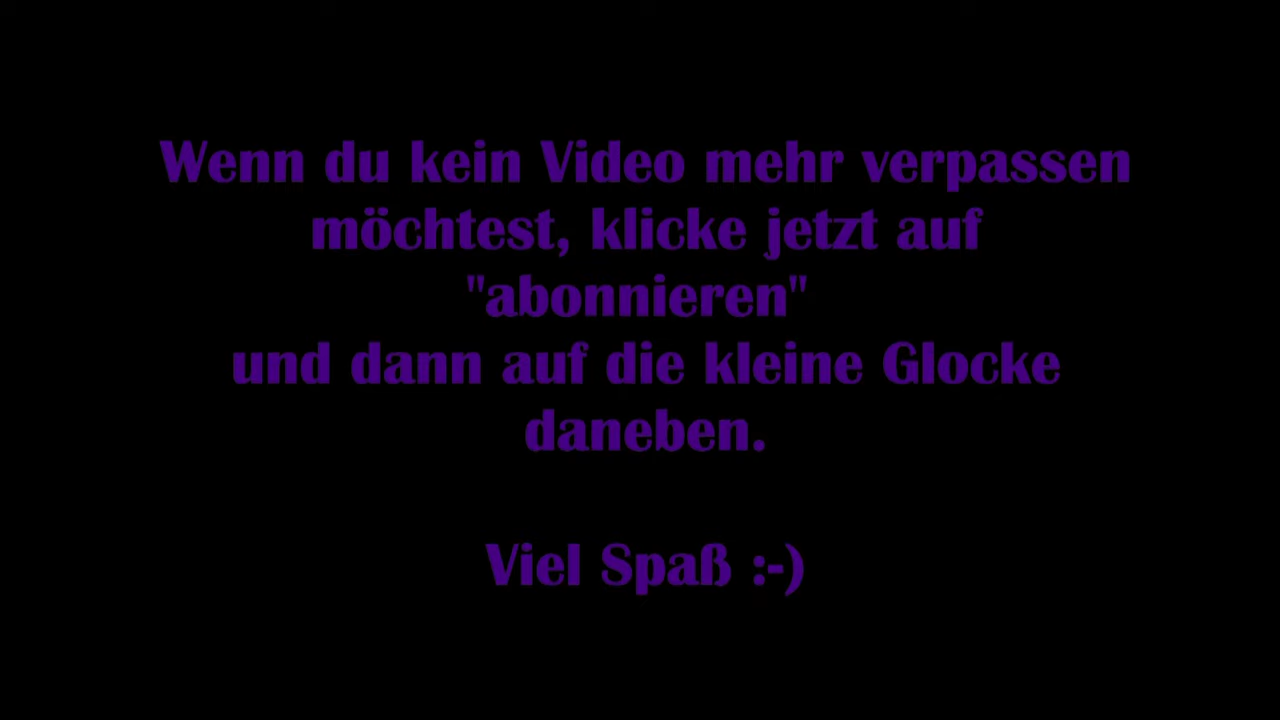 Wenn du kein Video mehr verpassen
möchtest, klicke jetzt auf
"abonnieren"
und dann auf die kleine Glocke
daneben.
Viel Spaß :-)